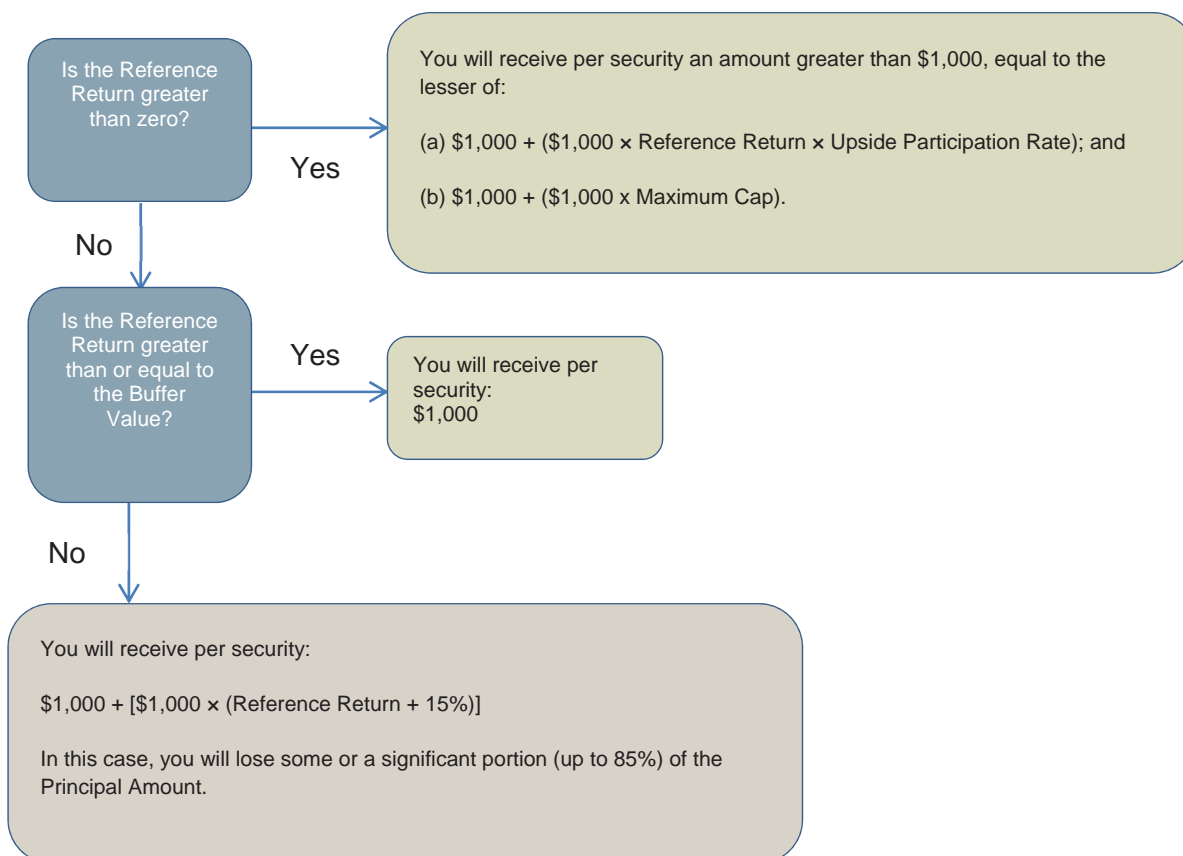 Is the Reference
Return greater
than zero?
Yes
You will receive per security an amount greater than $1,000, equal to the
lesser of:
(a) $1,000 + ($1,000 × Reference Return × Upside Participation Rate); and
(b) $1,000 + ($1,000 x Maximum Cap).
No
Is the Reference
Return greater
than or equal to
the Buffer
Value?
Yes
You will receive per
security:
$1,000
No
You will receive per security:
$1,000 + [$1,000 × (Reference Return + 15%)]
In this case, you will lose some or a significant portion (up to 85%) of the
Principal Amount.